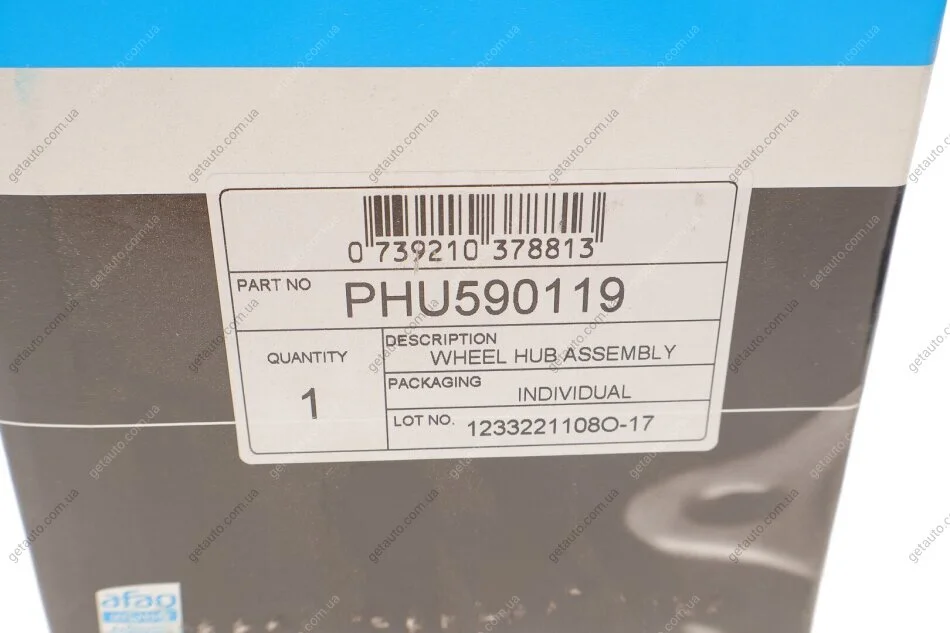 0 739210 378813
PART NO PHU590119
QUANTITY
1
DESCRIPTION
WHEEL HUB ASSEMBLY
PACKAGING
INDIVIDUAL
LOT NO. 1233221108O-17
afaq
getauto.com.ua